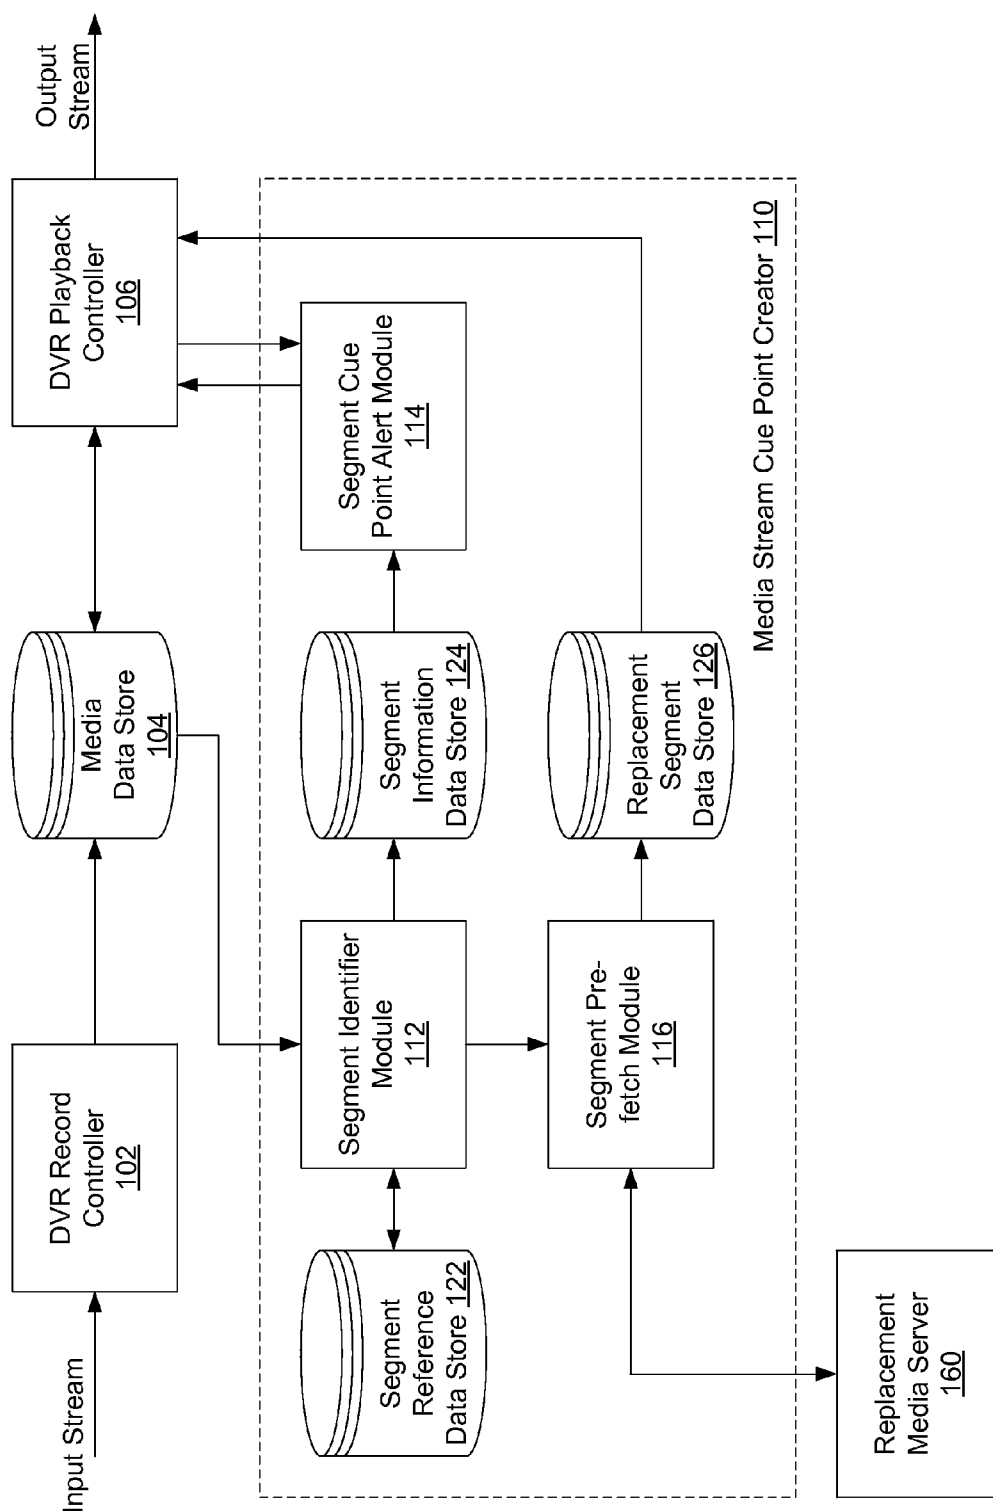 Input Stream
DVR Record
Controller
102
Media
Data Store
104
DVR Playback
Controller
106
Output
Stream
Segment
Reference
Data Store 122
Segment Identifier
Module
112
Segment
Information
Data Store 124
Segment Cue
Point Alert Module
114
Segment Pre-
fetch Module
116
Replacement
Segment
Data Store 126
Media Stream Cue Point Creator 110
Replacement
Media Server
160